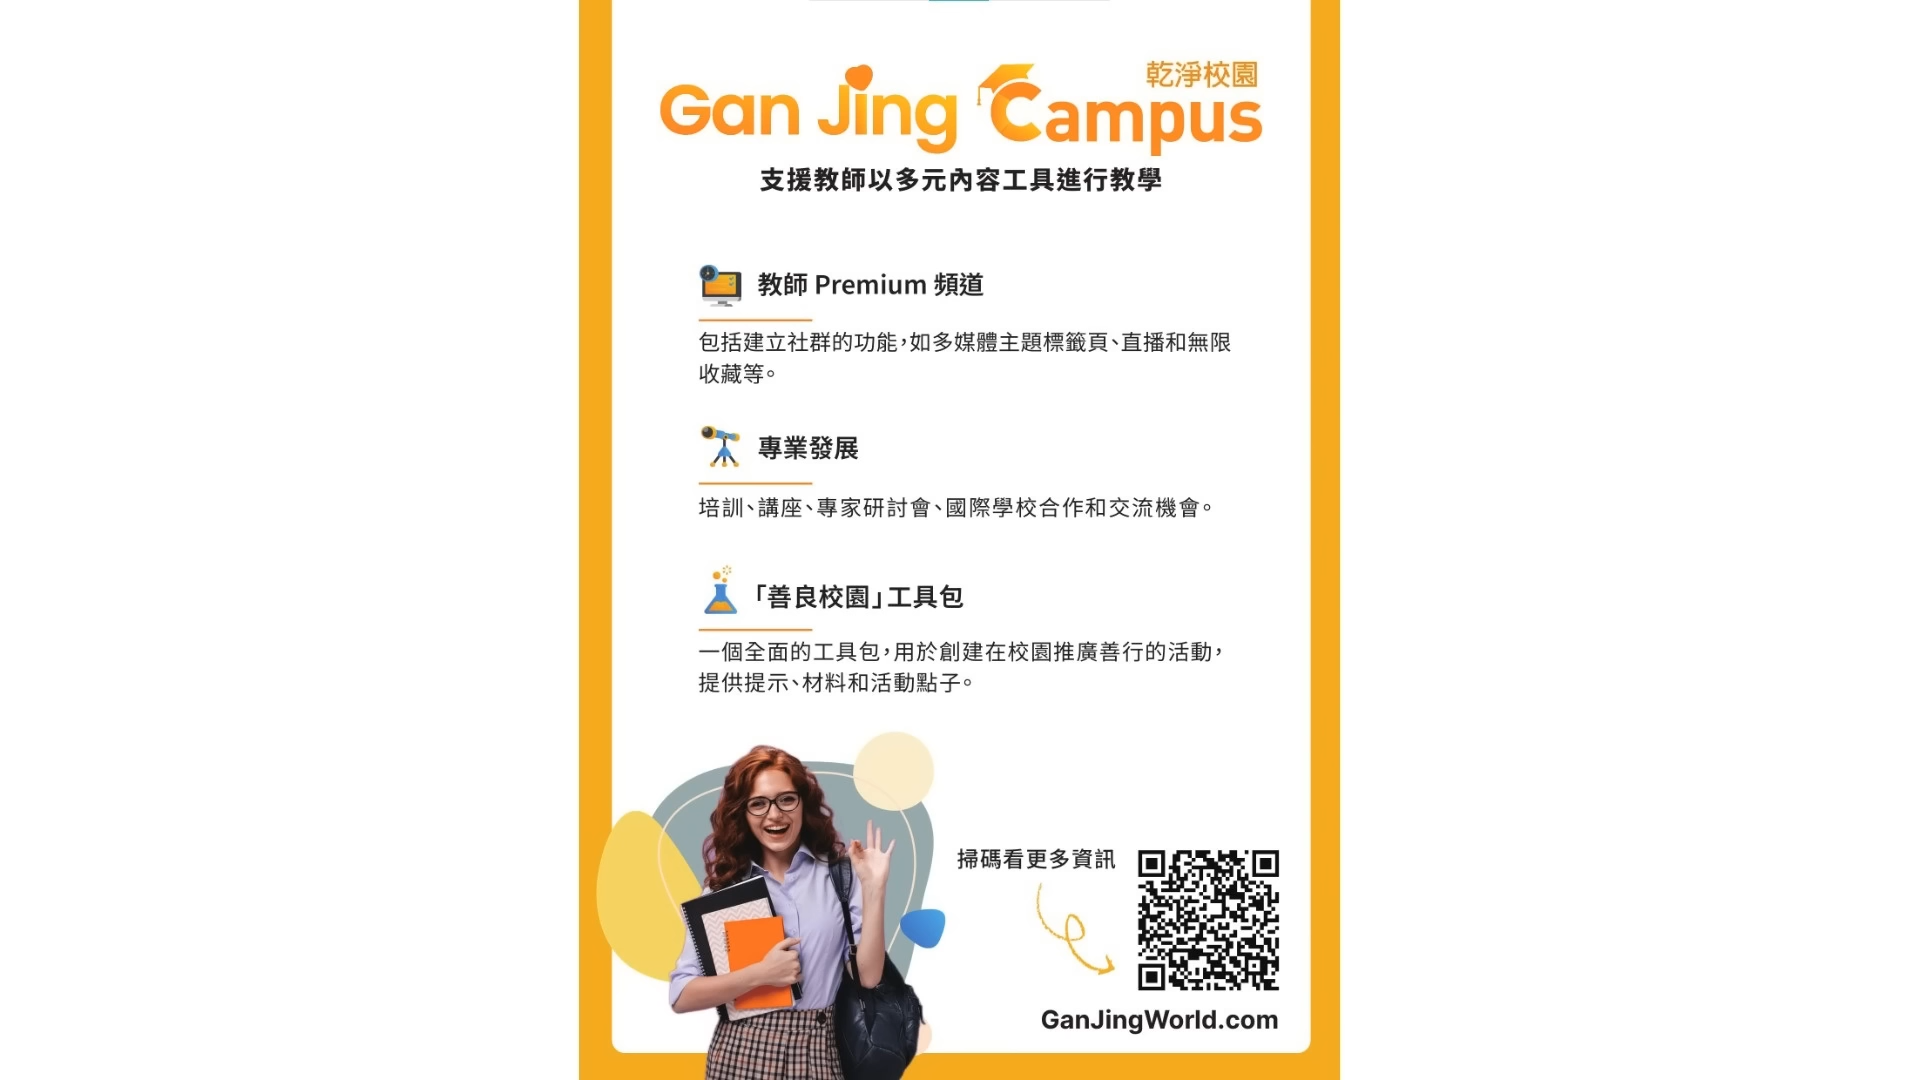 乾淨校園
Gan Jing Campus
支援教師以多元內容工具進行教學
教師 Premium 頻道
包括建立社群的功能，如多媒體主題標籤頁、直播和無限
收藏等。
專業發展
培訓、講座、專家研討會、國際學校合作和交流機會。
「善良校園」工具包
一個全面的工具包，用於創建在校園推廣善行的活動，
提供提示、材料和活動點子。
掃碼看更多資訊
GanJingWorld.com